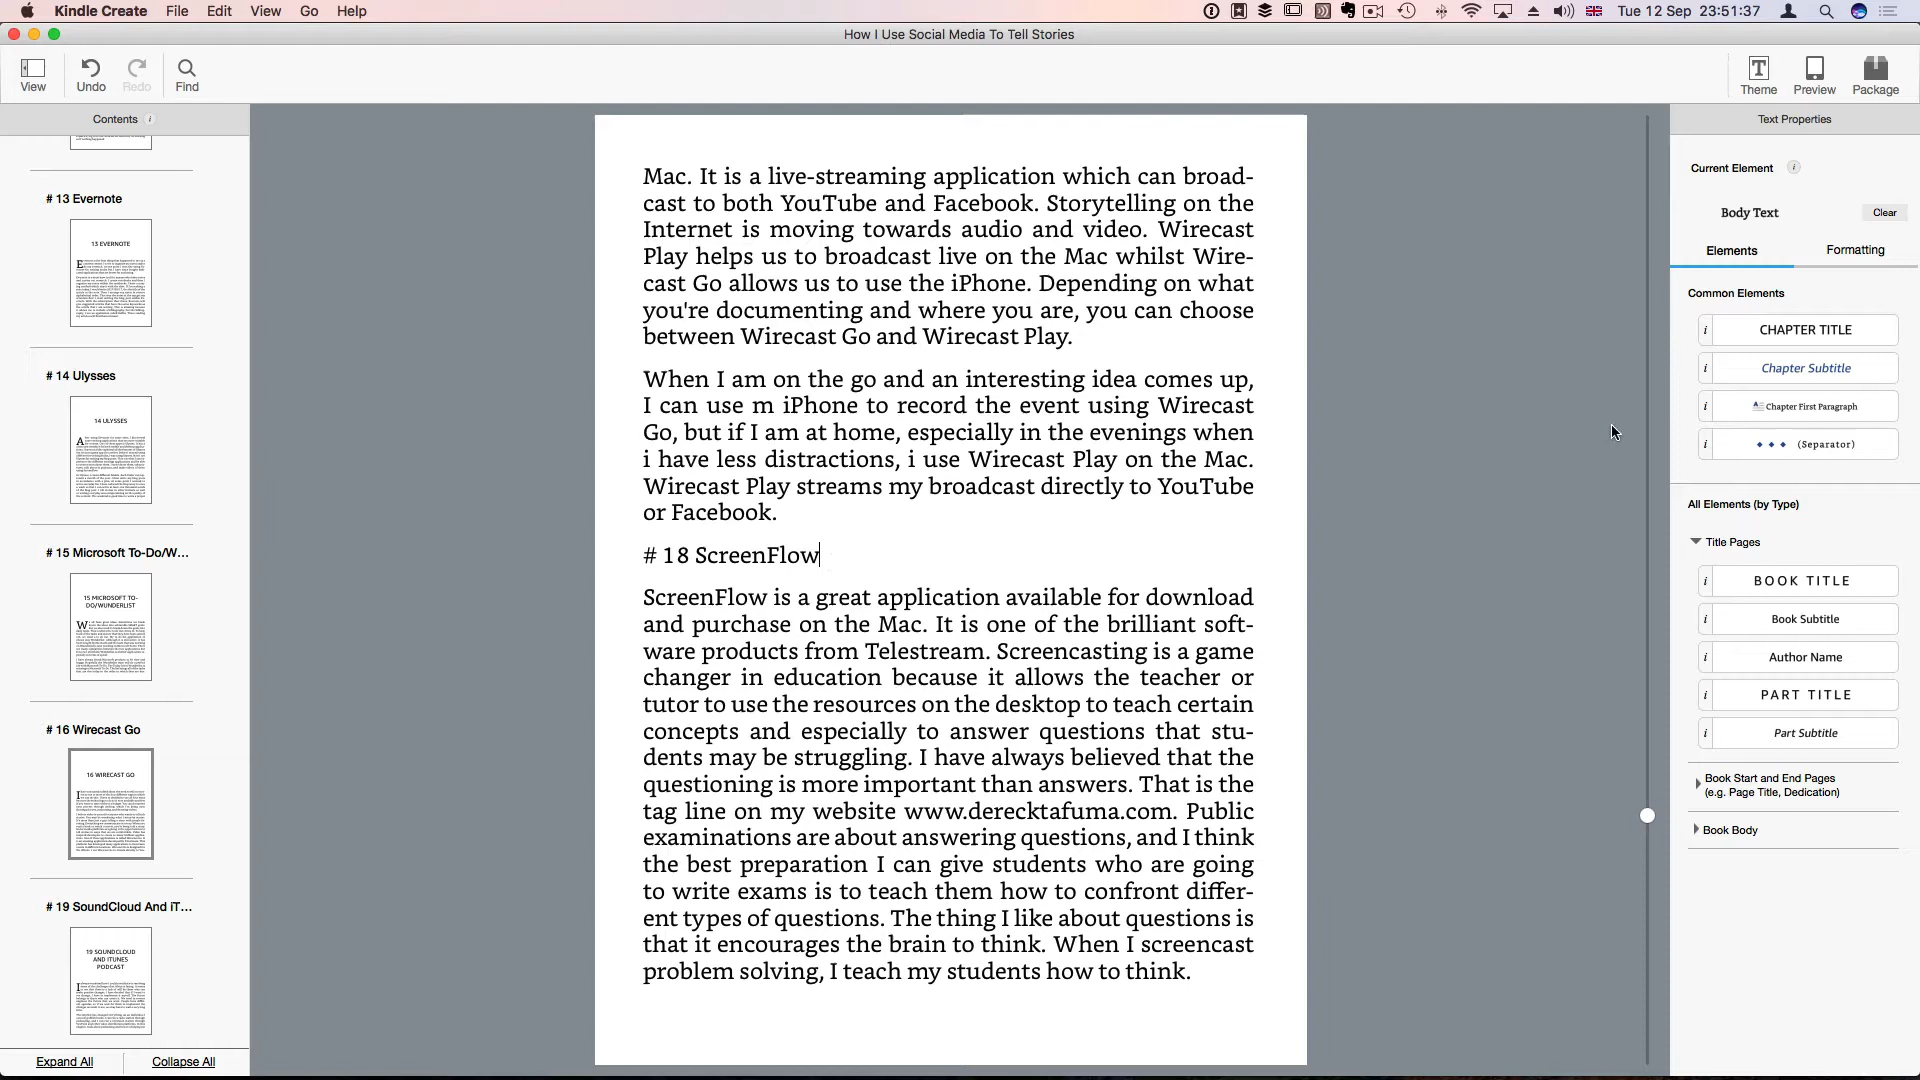 Kindle Create File Edit View Go Help
Tue 12 Sep 23:51:37
How I Use Social Media To Tell Stories
View
Undo
Redo
Find
Theme
Preview
Package
Contents i
# 13 Evernote
13 EVERNOTE
# 14 Ulysses
14 ULYSSES
# 15 Microsoft To-Do/W...
15 MICROSOFT TO-
DO/WUNDERLIST
# 16 Wirecast Go
16 WIRECAST GO
# 19 SoundCloud And iT...
19 SOUNDCLOUD
AND ITUNES
PODCAST
Expand All
Collapse All
Mac. It is a live-streaming application which can broad-
cast to both YouTube and Facebook. Storytelling on the
Internet is moving towards audio and video. Wirecast
Play helps us to broadcast live on the Mac whilst Wire-
cast Go allows us to use the iPhone. Depending on what
you're documenting and where you are, you can choose
between Wirecast Go and Wirecast Play.
When I am on the go and an interesting idea comes up,
I can use m iPhone to record the event using Wirecast
Go, but if I am at home, especially in the evenings when
i have less distractions, i use Wirecast Play on the Mac.
Wirecast Play streams my broadcast directly to YouTube
or Facebook.
# 18 ScreenFlow
ScreenFlow is a great application available for download
and purchase on the Mac. It is one of the brilliant soft-
ware products from Telestream. Screencasting is a game
changer in education because it allows the teacher or
tutor to use the resources on the desktop to teach certain
concepts and especially to answer questions that stu-
dents may be struggling. I have always believed that the
questioning is more important than answers. That is the
tag line on my website www.derecktafuma.com. Public
examinations are about answering questions, and I think
the best preparation I can give students who are going
to write exams is to teach them how to confront differ-
ent types of questions. The thing I like about questions is
that it encourages the brain to think. When I screencast
problem solving, I teach my students how to think.
Text Properties
Current Element i
Body Text
Clear
Elements
Formatting
Common Elements
i CHAPTER TITLE
i Chapter Subtitle
i Chapter First Paragraph
i (Separator)
All Elements (by Type)
Title Pages
i BOOK TITLE
i Book Subtitle
i Author Name
i PART TITLE
i Part Subtitle
Book Start and End Pages
(e.g. Page Title, Dedication)
Book Body